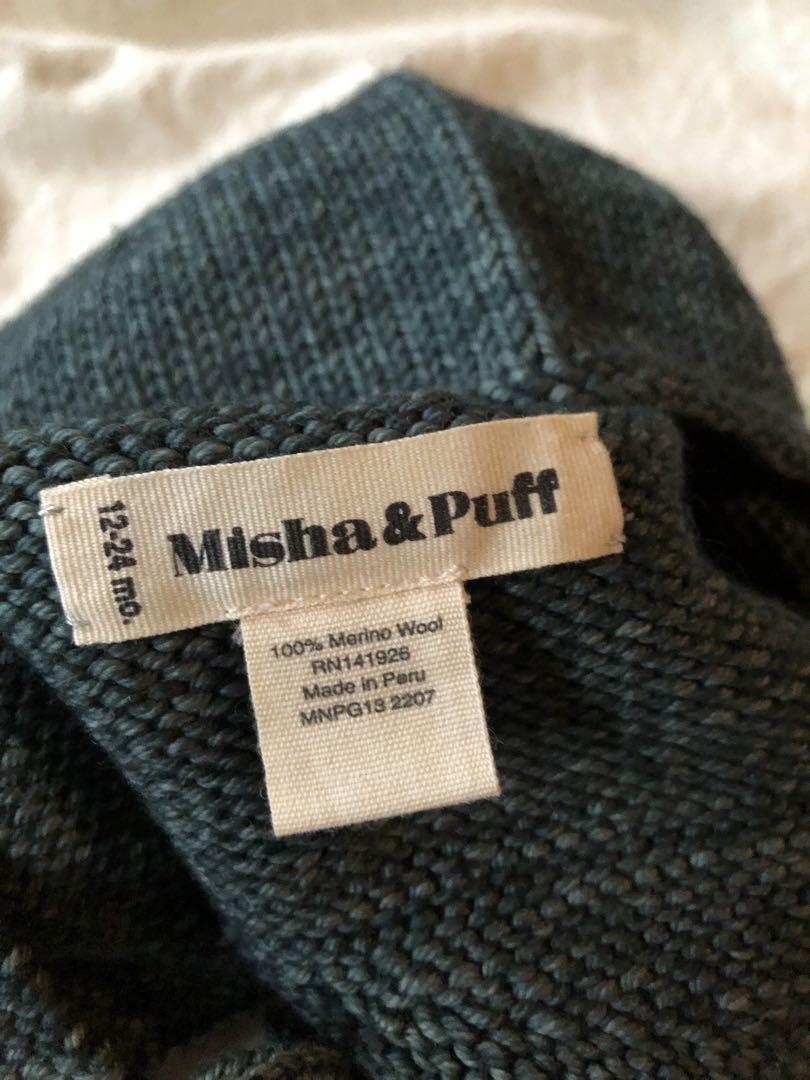 12-24 mo.
Misha & Puff
100% Merino Wool
RN141926
Made in Peru
MNPG13 2207